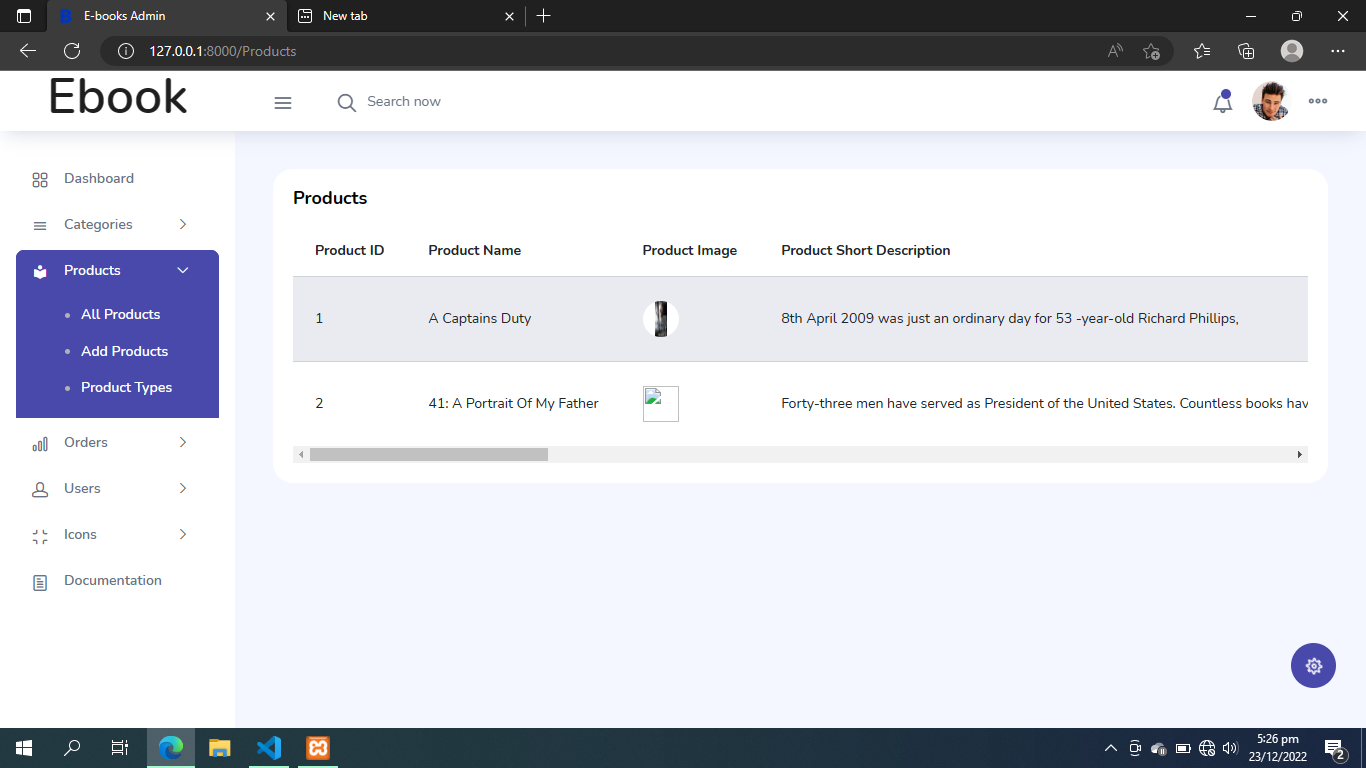 E-books Admin
New tab
127.0.0.1:8000/Products
Ebook
Search now
Dashboard
Categories
Products
All Products
Add Products
Product Types
Orders
Users
Icons
Documentation
Products
Product ID Product Name Product Image Product Short Description
1 A Captains Duty 8th April 2009 was just an ordinary day for 53 -year-old Richard Phillips,
2 41: A Portrait Of My Father Forty-three men have served as President of the United States. Countless books hav
5:26 pm
23/12/2022
2